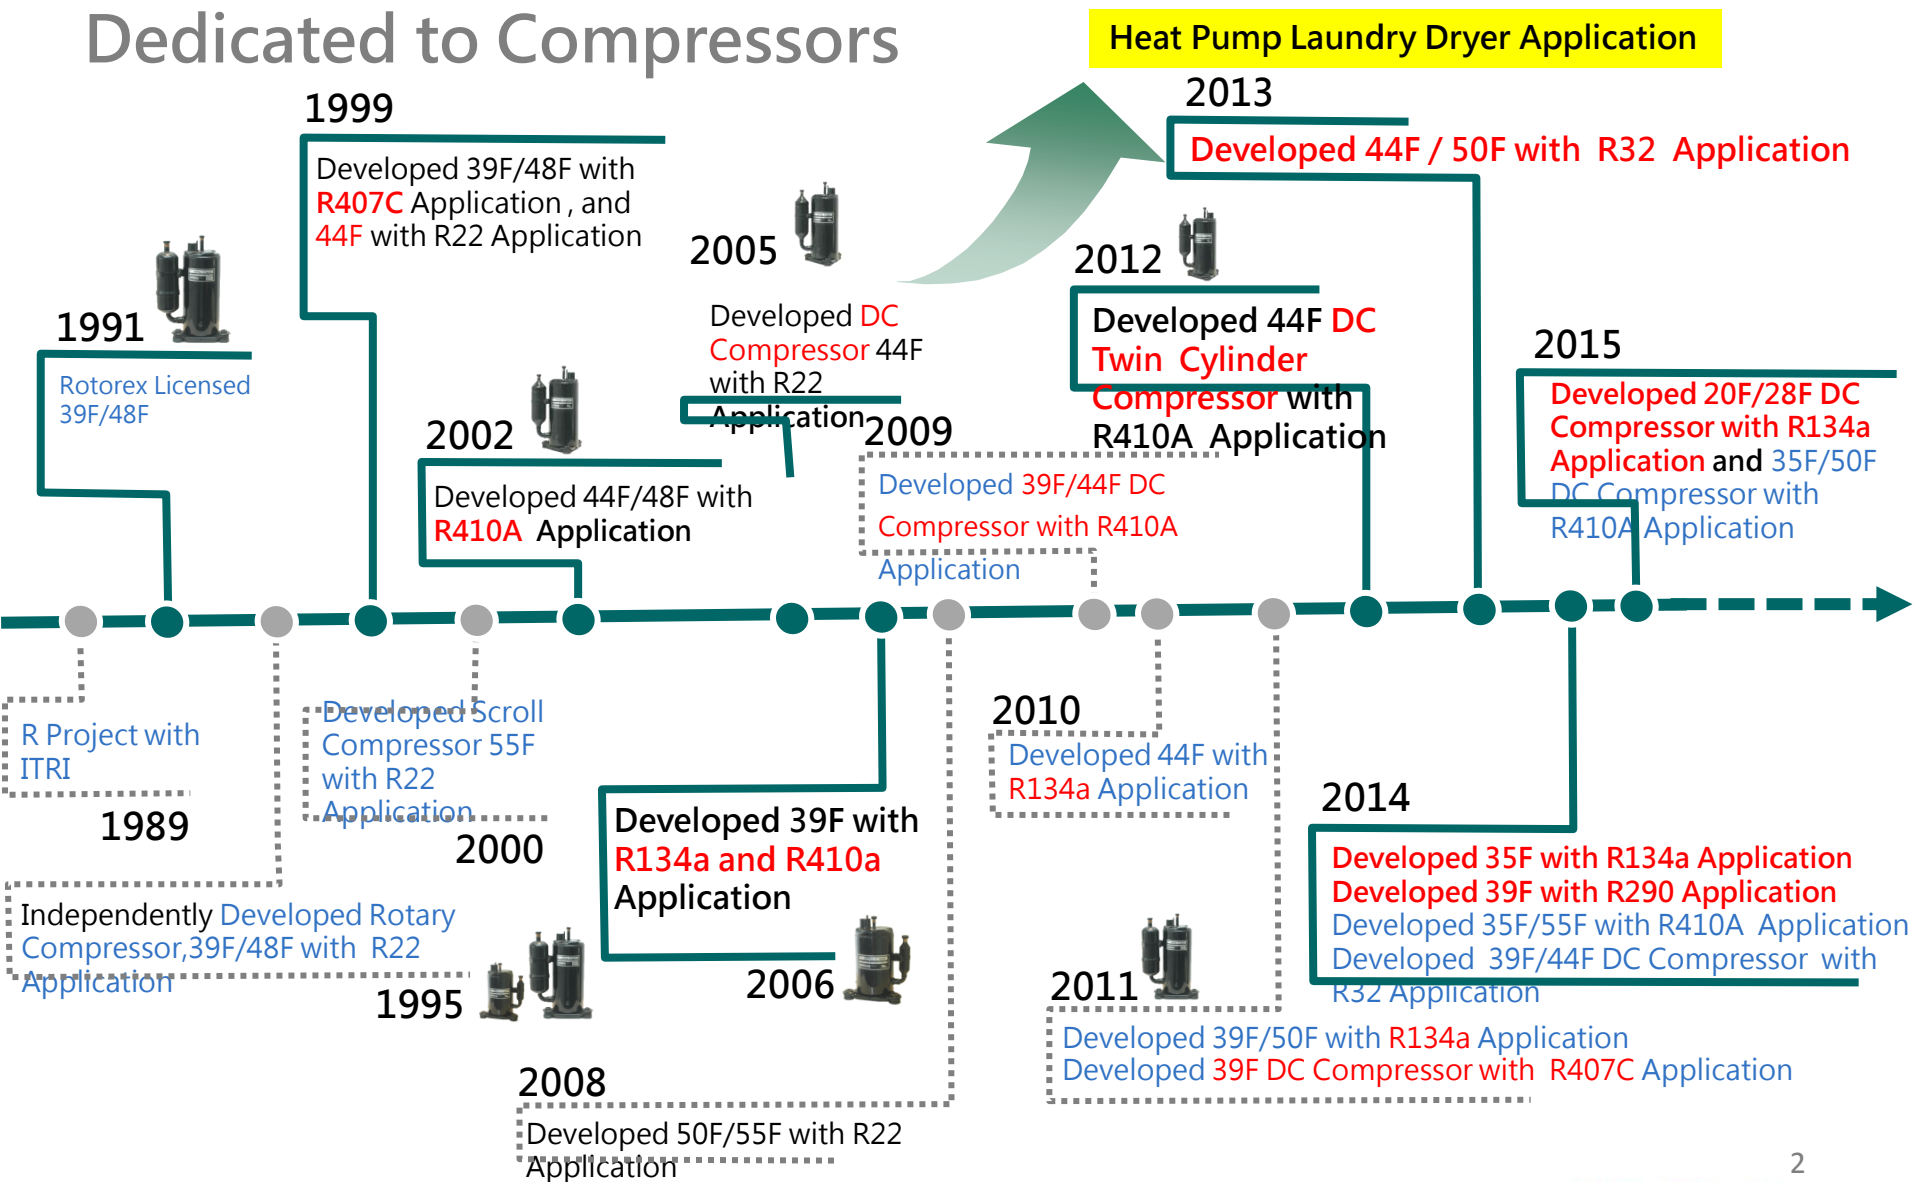 Dedicated to Compressors
Heat Pump Laundry Dryer Application
1999
Developed 39F/48F with
R407C Application , and
44F with R22 Application
2013
Developed 44F / 50F with R32 Application
2005
Developed DC
Compressor 44F
with R22
Application
2012
Developed 44F DC
Twin Cylinder
Compressor with
R410A Application
1991
Rotorex Licensed
39F/48F
2015
Developed 20F/28F DC
Compressor with R134a
Application and 35F/50F
DC Compressor with
R410A Application
2002
Developed 44F/48F with
R410A Application
2009
Developed 39F/44F DC
Compressor with R410A
Application
R Project with
ITRI
1989
Developed Scroll
Compressor 55F
with R22
Application
2000
2010
Developed 44F with
R134a Application
Developed 39F with
R134a and R410a
Application
2006
2014
Developed 35F with R134a Application
Developed 39F with R290 Application
Developed 35F/55F with R410A Application
Developed 39F/44F DC Compressor with
R32 Application
Independently Developed Rotary
Compressor,39F/48F with R22
Application
1995
2011
Developed 39F/50F with R134a Application
Developed 39F DC Compressor with R407C Application
2008
Developed 50F/55F with R22
Application
2